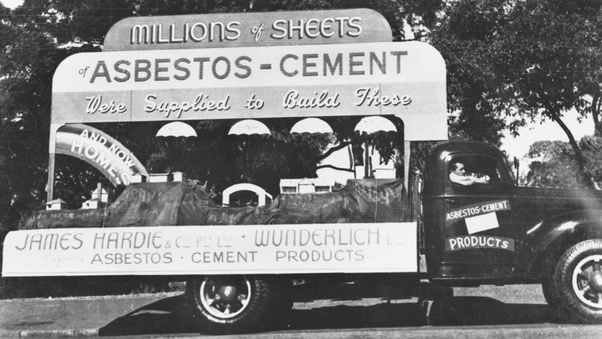 MILLIONS of SHEETS
of ASBESTOS-CEMENT
Were Supplied to Build These
AND NOW
HOMES
JAMES HARDIE & Co Pty Ltd · WUNDERLICH Ltd
ASBESTOS - CEMENT PRODUCTS
ASBESTOS-CEMENT
PRODUCTS